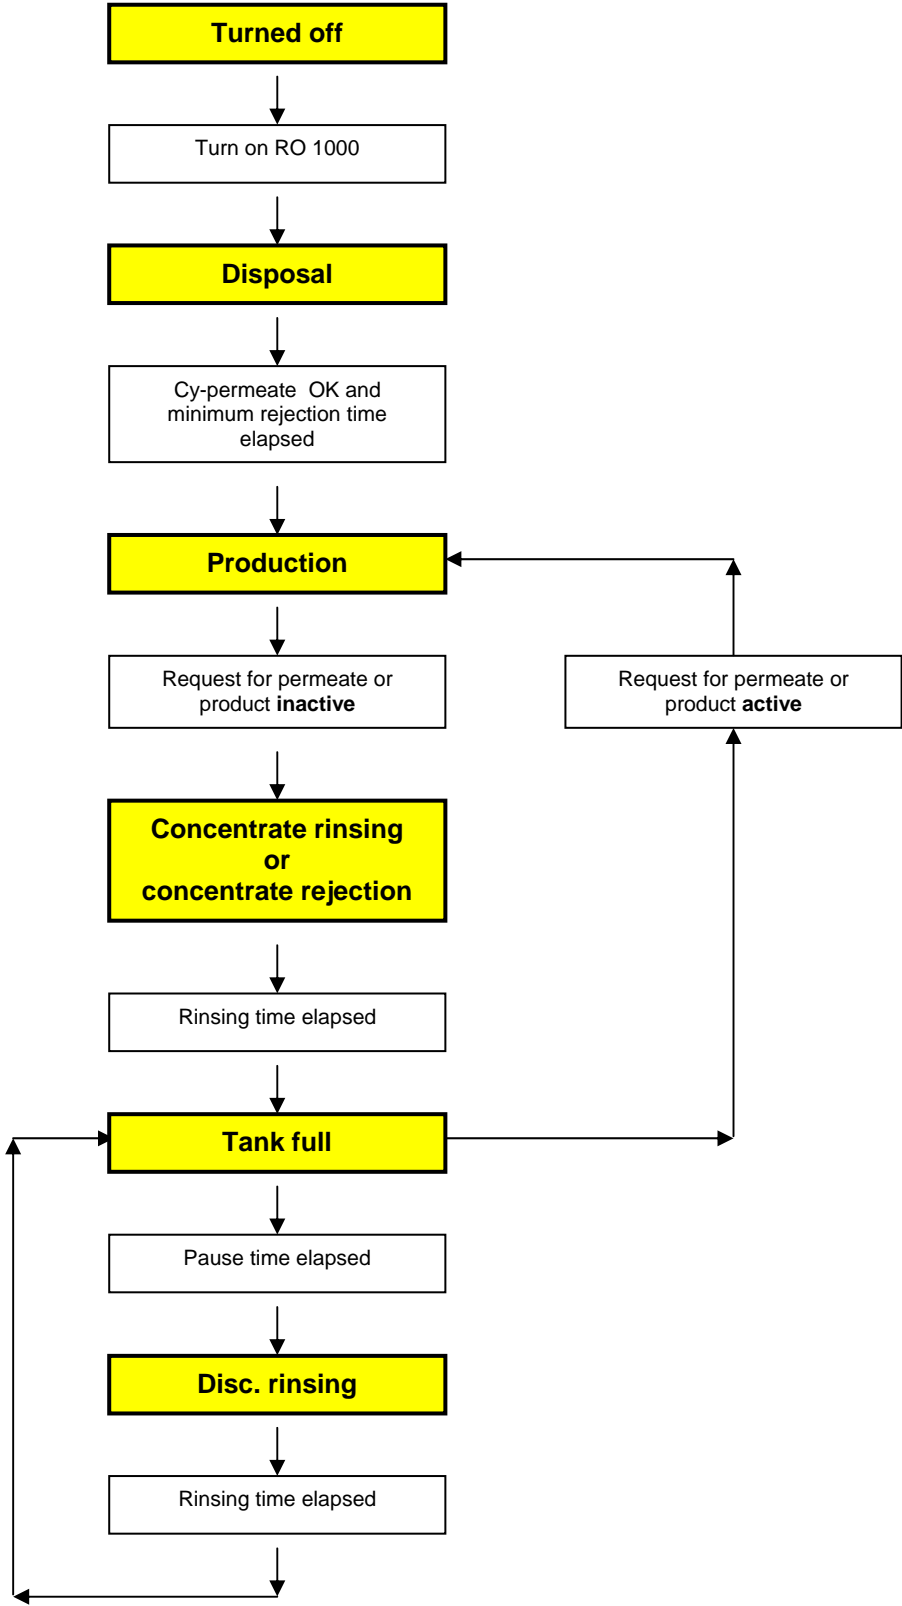 Turned off
Turn on RO 1000
Disposal
Cy-permeate  OK and
minimum rejection time
elapsed
Production
Request for permeate or
product inactive
Request for permeate or
product active
Concentrate rinsing
or
concentrate rejection
Rinsing time elapsed
Tank full
Pause time elapsed
Disc. rinsing
Rinsing time elapsed